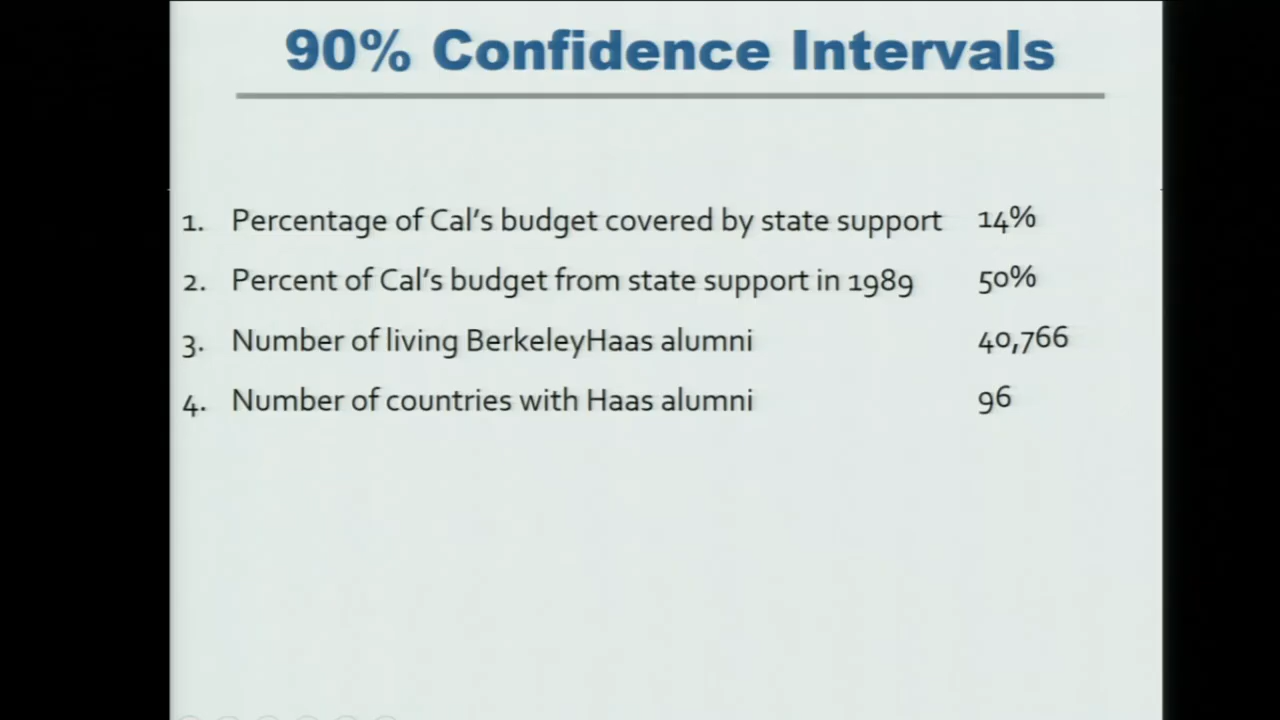 90% Confidence Intervals
1. Percentage of Cal's budget covered by state support 14%
2. Percent of Cal's budget from state support in 1989 50%
3. Number of living BerkeleyHaas alumni 40,766
4. Number of countries with Haas alumni 96